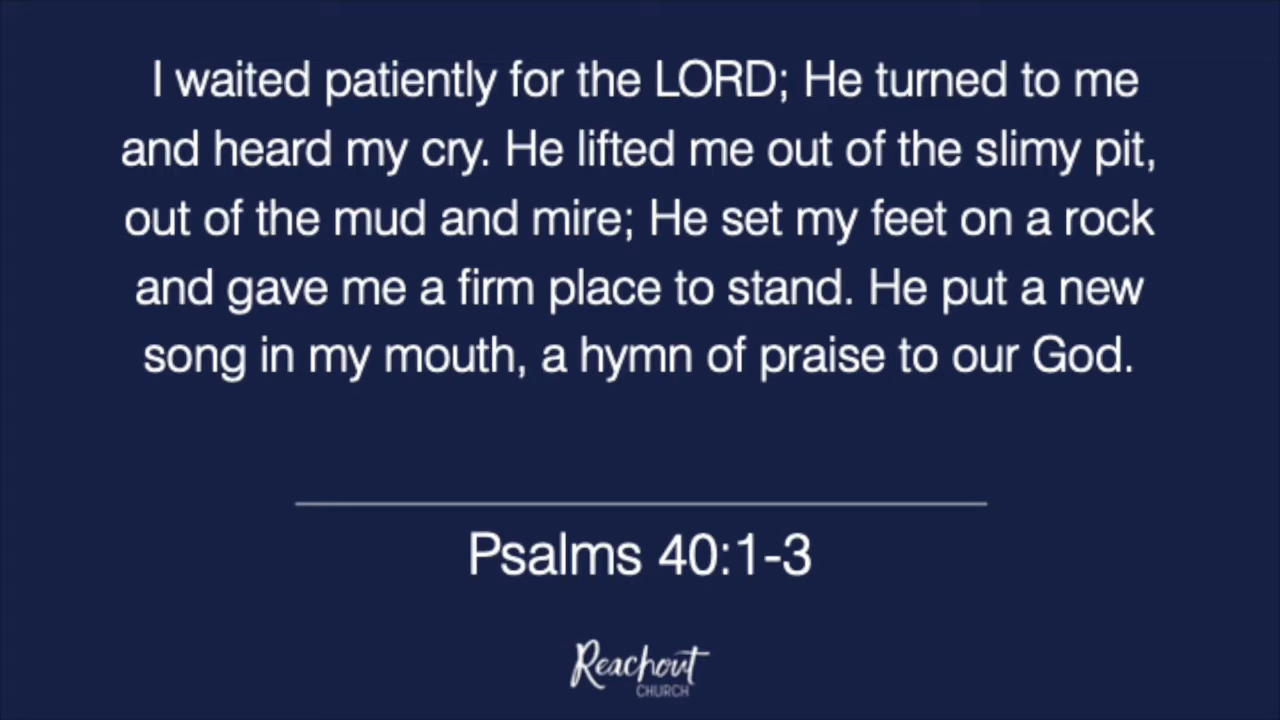 I waited patiently for the LORD; He turned to me
and heard my cry. He lifted me out of the slimy pit,
out of the mud and mire; He set my feet on a rock
and gave me a firm place to stand. He put a new
song in my mouth, a hymn of praise to our God.
Psalms 40:1-3
Reachout
CHURCH